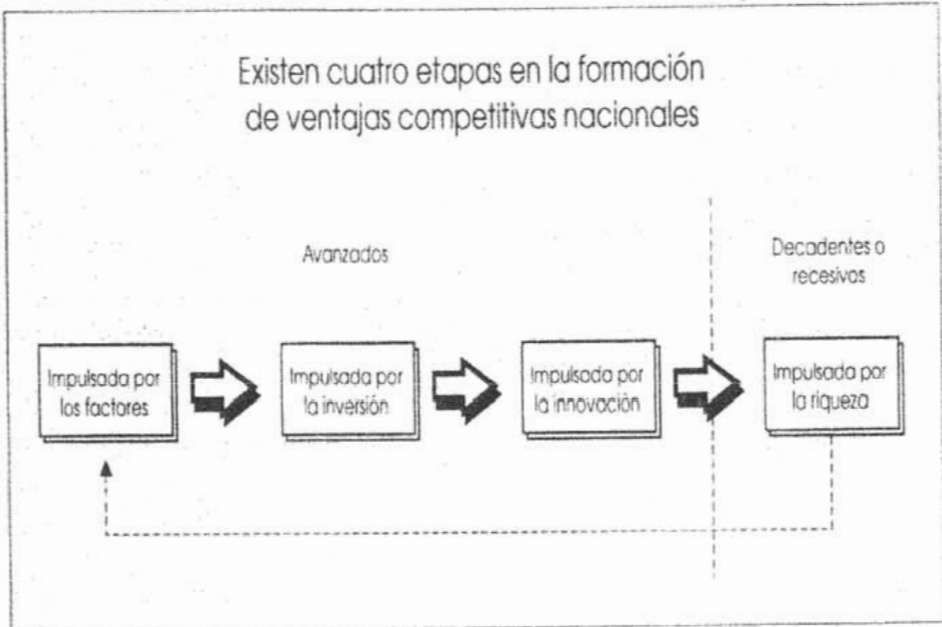 Existen cuatro etapas en la formación
de ventajas competitivas nacionales
Avanzados
Decadentes o
recesivos
Impulsada por
los factores
Impulsada por
la inversión
Impulsada por
la innovación
Impulsada por
la riqueza